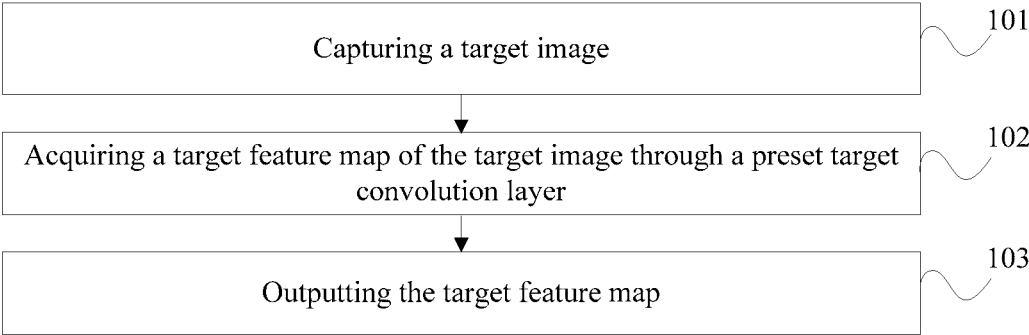 101
Capturing a target image
102
Acquiring a target feature map of the target image through a preset target
convolution layer
103
Outputting the target feature map